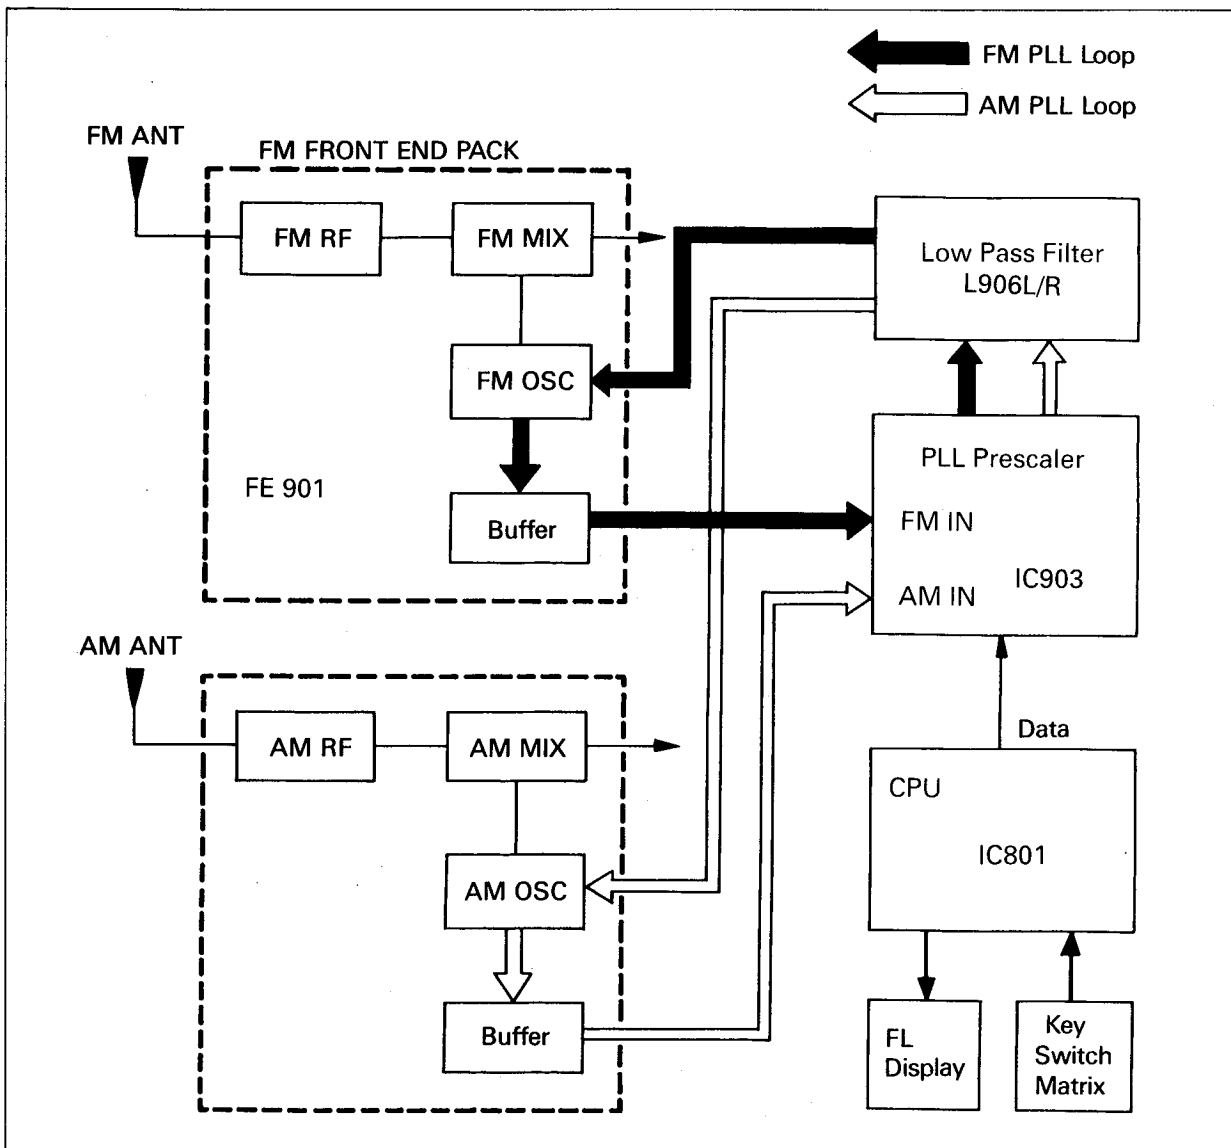 FM PLL Loop
AM PLL Loop
FM ANT
FM FRONT END PACK
FM RF
FM MIX
Low Pass Filter
L906L/R
FM OSC
FE 901
Buffer
PLL Prescaler
FM IN
IC903
AM IN
AM ANT
AM RF
AM MIX
Data
CPU
IC801
AM OSC
Buffer
FL
Display
Key
Switch
Matrix